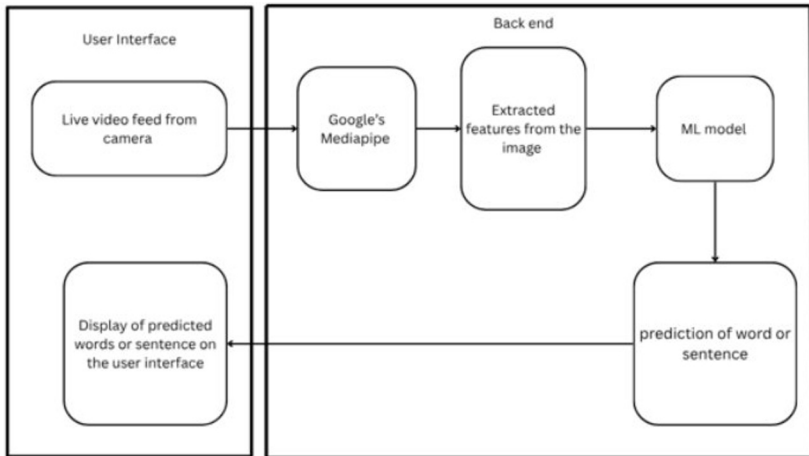 User Interface
Back end
Live video feed from
camera
Google's
Mediapipe
Extracted
features from the
image
ML model
Display of predicted
words or sentence on
the user interface
prediction of word or
sentence